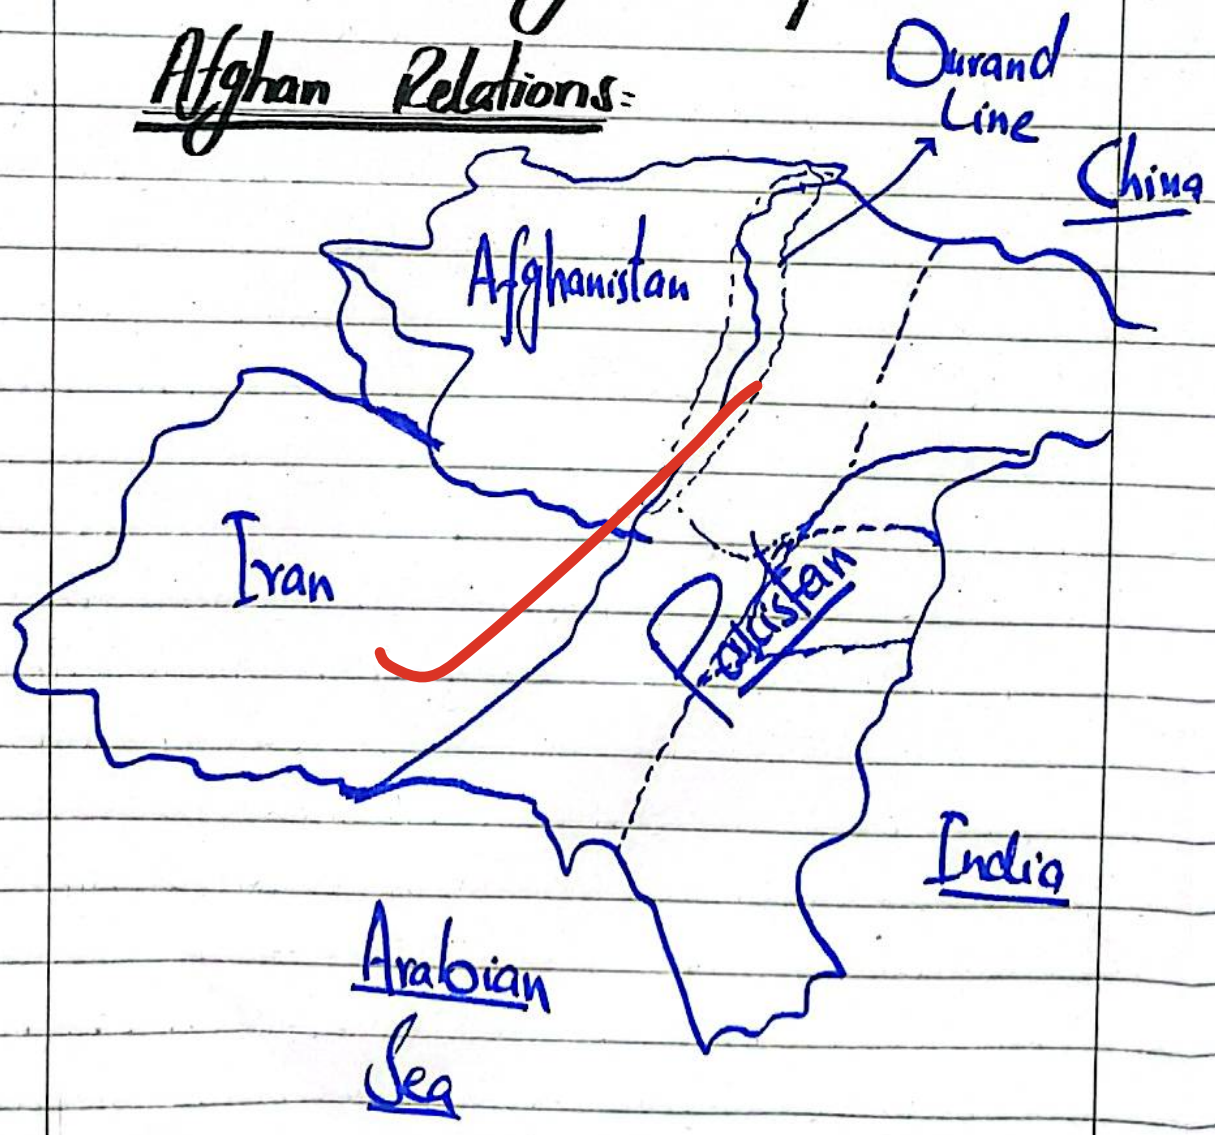 Afghan Relations:
Durand
Line
China
Afghanistan
Iran
Pakistan
India
Arabian
Sea